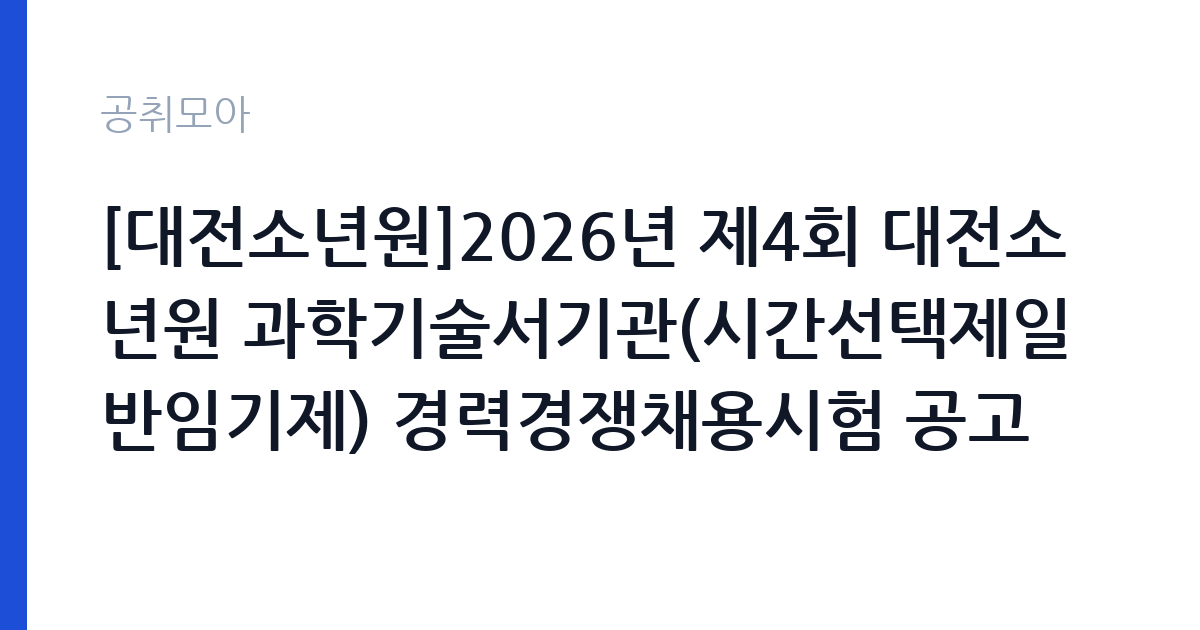 공취모아
[대전소년원]2026년 제4회 대전소
년원 과학기술서기관(시간선택제일
반임기제) 경력경쟁채용시험 공고